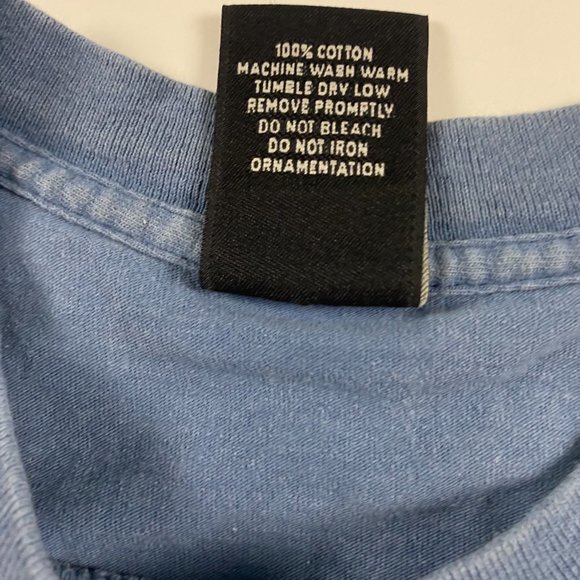 100% COTTON
MACHINE WASH WARM
TUMBLE DRY LOW
REMOVE PROMPTLY
DO NOT BLEACH
DO NOT IRON
ORNAMENTATION